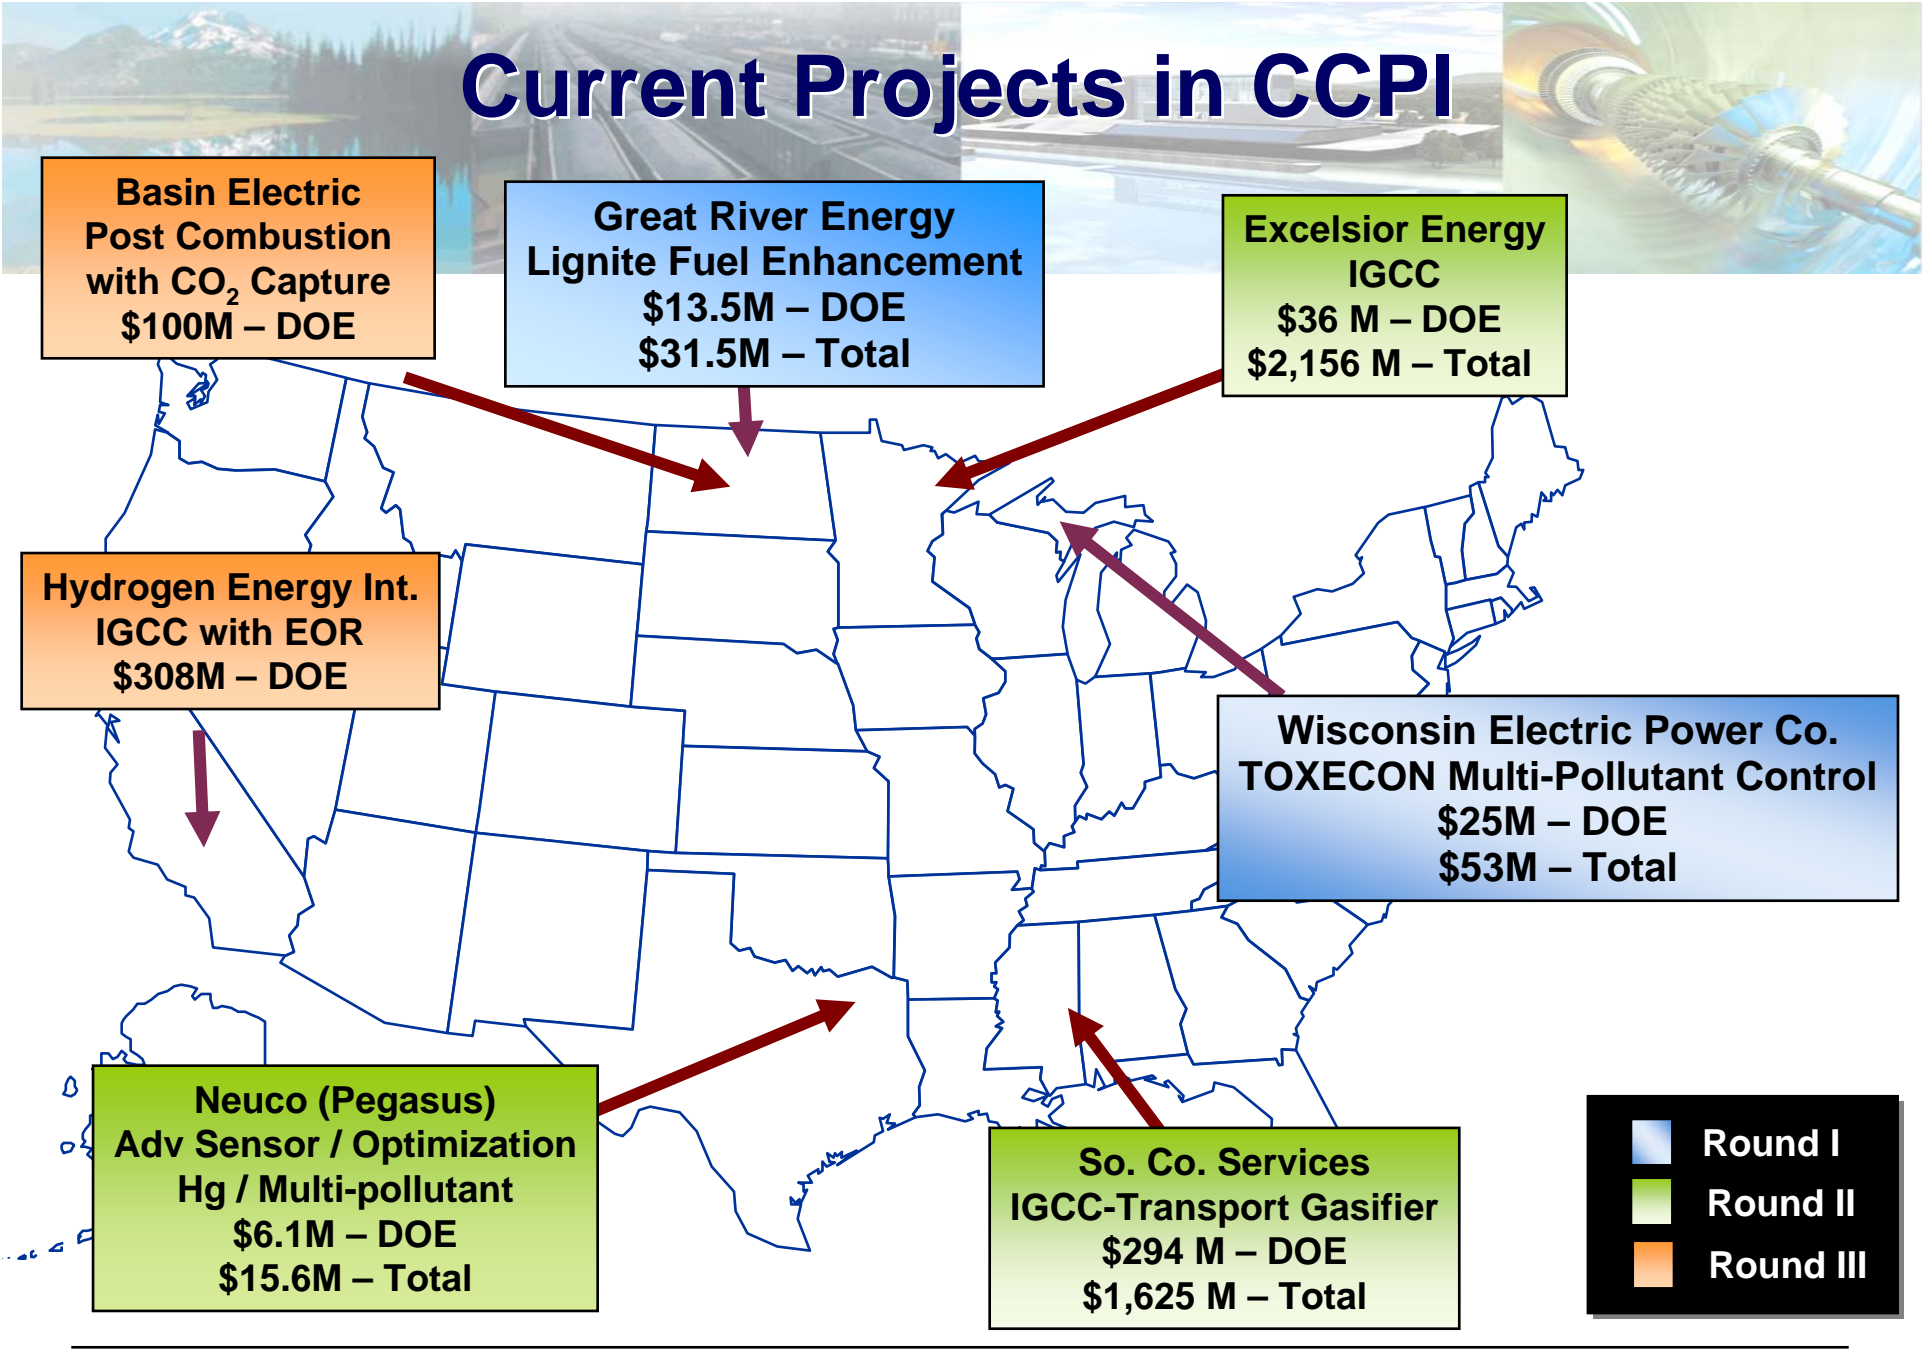 Current Projects in CCPI
Basin Electric
Post Combustion
with CO₂ Capture
$100M – DOE
Great River Energy
Lignite Fuel Enhancement
$13.5M – DOE
$31.5M – Total
Excelsior Energy
IGCC
$36 M – DOE
$2,156 M – Total
Hydrogen Energy Int.
IGCC with EOR
$308M – DOE
Wisconsin Electric Power Co.
TOXECON Multi-Pollutant Control
$25M – DOE
$53M – Total
Neuco (Pegasus)
Adv Sensor / Optimization
Hg / Multi-pollutant
$6.1M – DOE
$15.6M – Total
So. Co. Services
IGCC-Transport Gasifier
$294 M – DOE
$1,625 M – Total
Round I
Round II
Round III